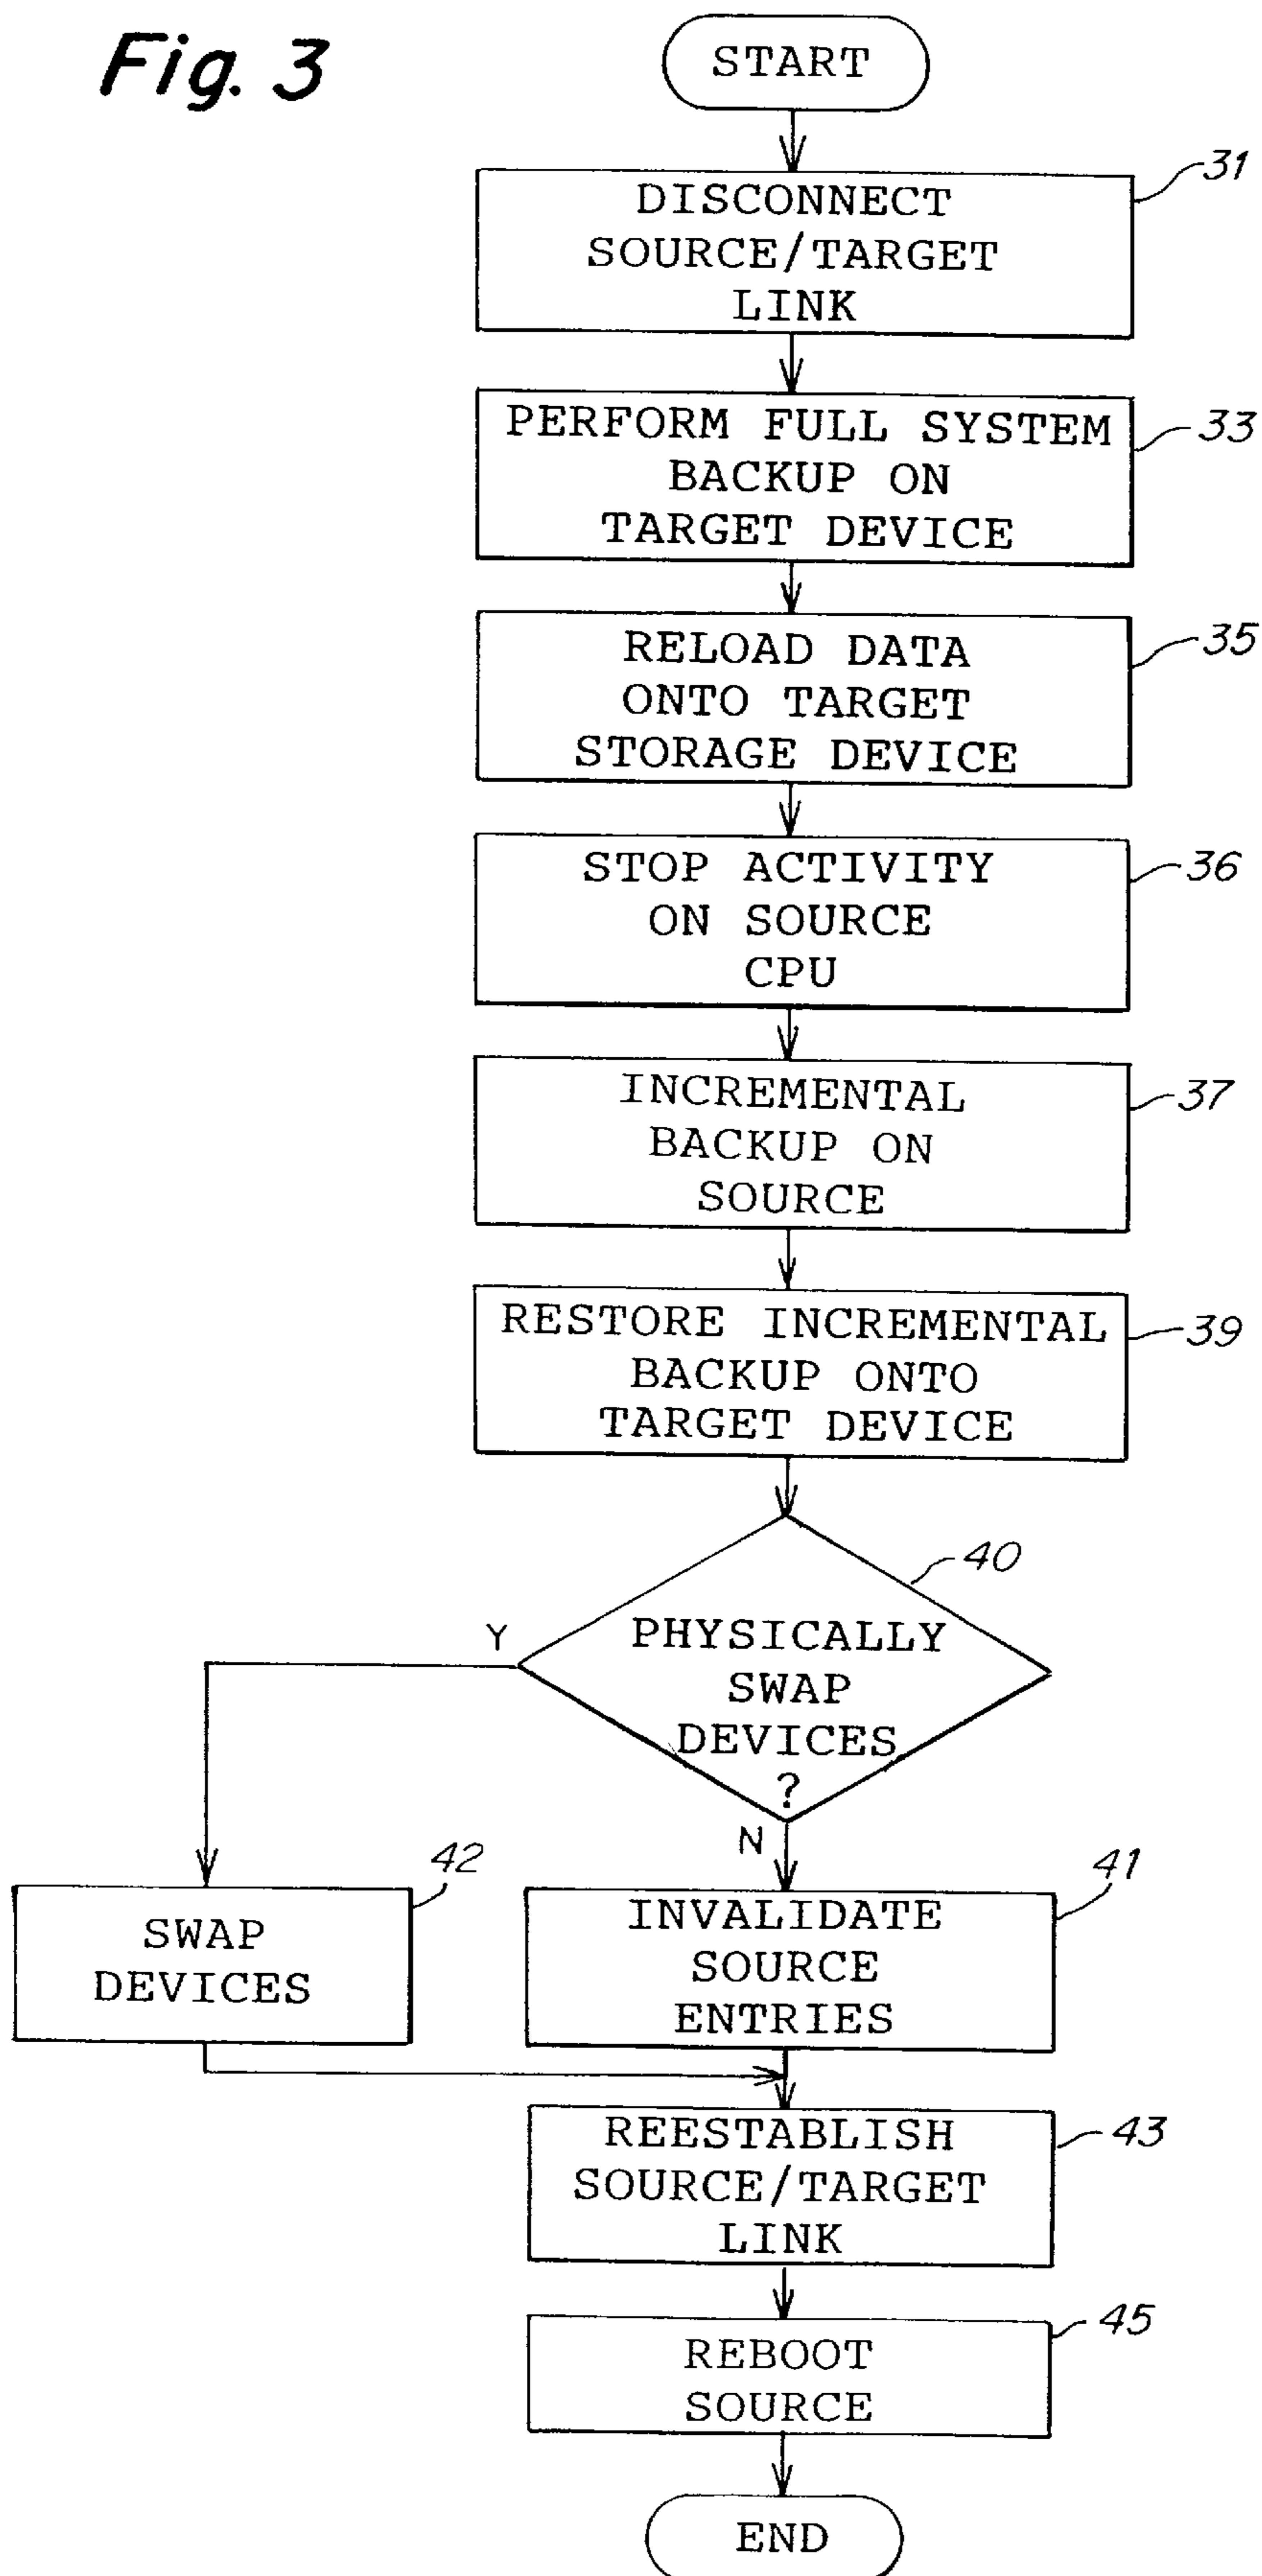 Fig. 3
START
31
DISCONNECT
SOURCE/TARGET
LINK
PERFORM FULL SYSTEM
BACKUP ON
TARGET DEVICE
33
RELOAD DATA
ONTO TARGET
STORAGE DEVICE
35
STOP ACTIVITY
ON SOURCE
CPU
36
INCREMENTAL
BACKUP ON
SOURCE
37
RESTORE INCREMENTAL
BACKUP ONTO
TARGET DEVICE
39
40
PHYSICALLY
SWAP
DEVICES
?
Y
N
42
SWAP
DEVICES
41
INVALIDATE
SOURCE
ENTRIES
REESTABLISH
SOURCE/TARGET
LINK
43
45
REBOOT
SOURCE
END